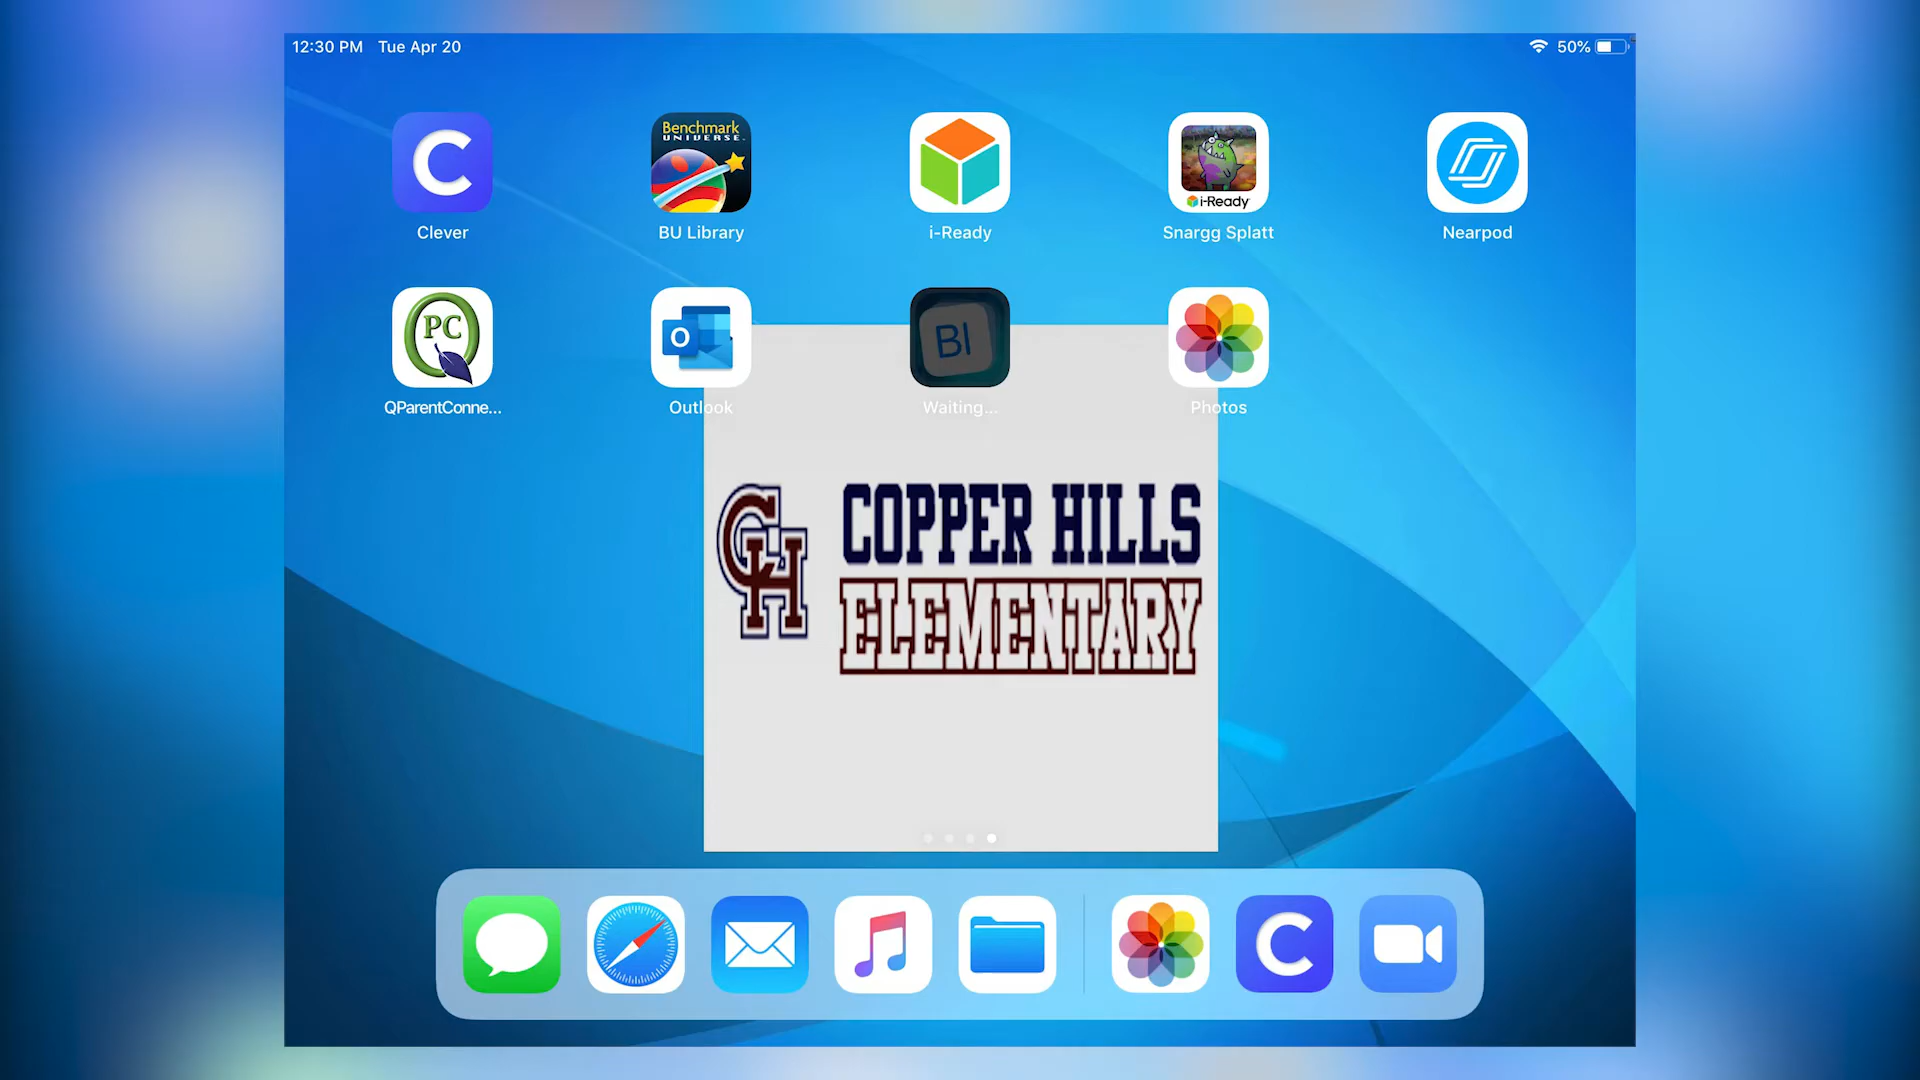 12:30 PM Tue Apr 20
50%
C
Benchmark
UNIVERSE
i-Ready
Clever
BU Library
i-Ready
Snargg Splatt
Nearpod
PC
O
BI
QParentConne...
Outlook
Waiting...
Photos
CH
COPPER HILLS
ELEMENTARY
C